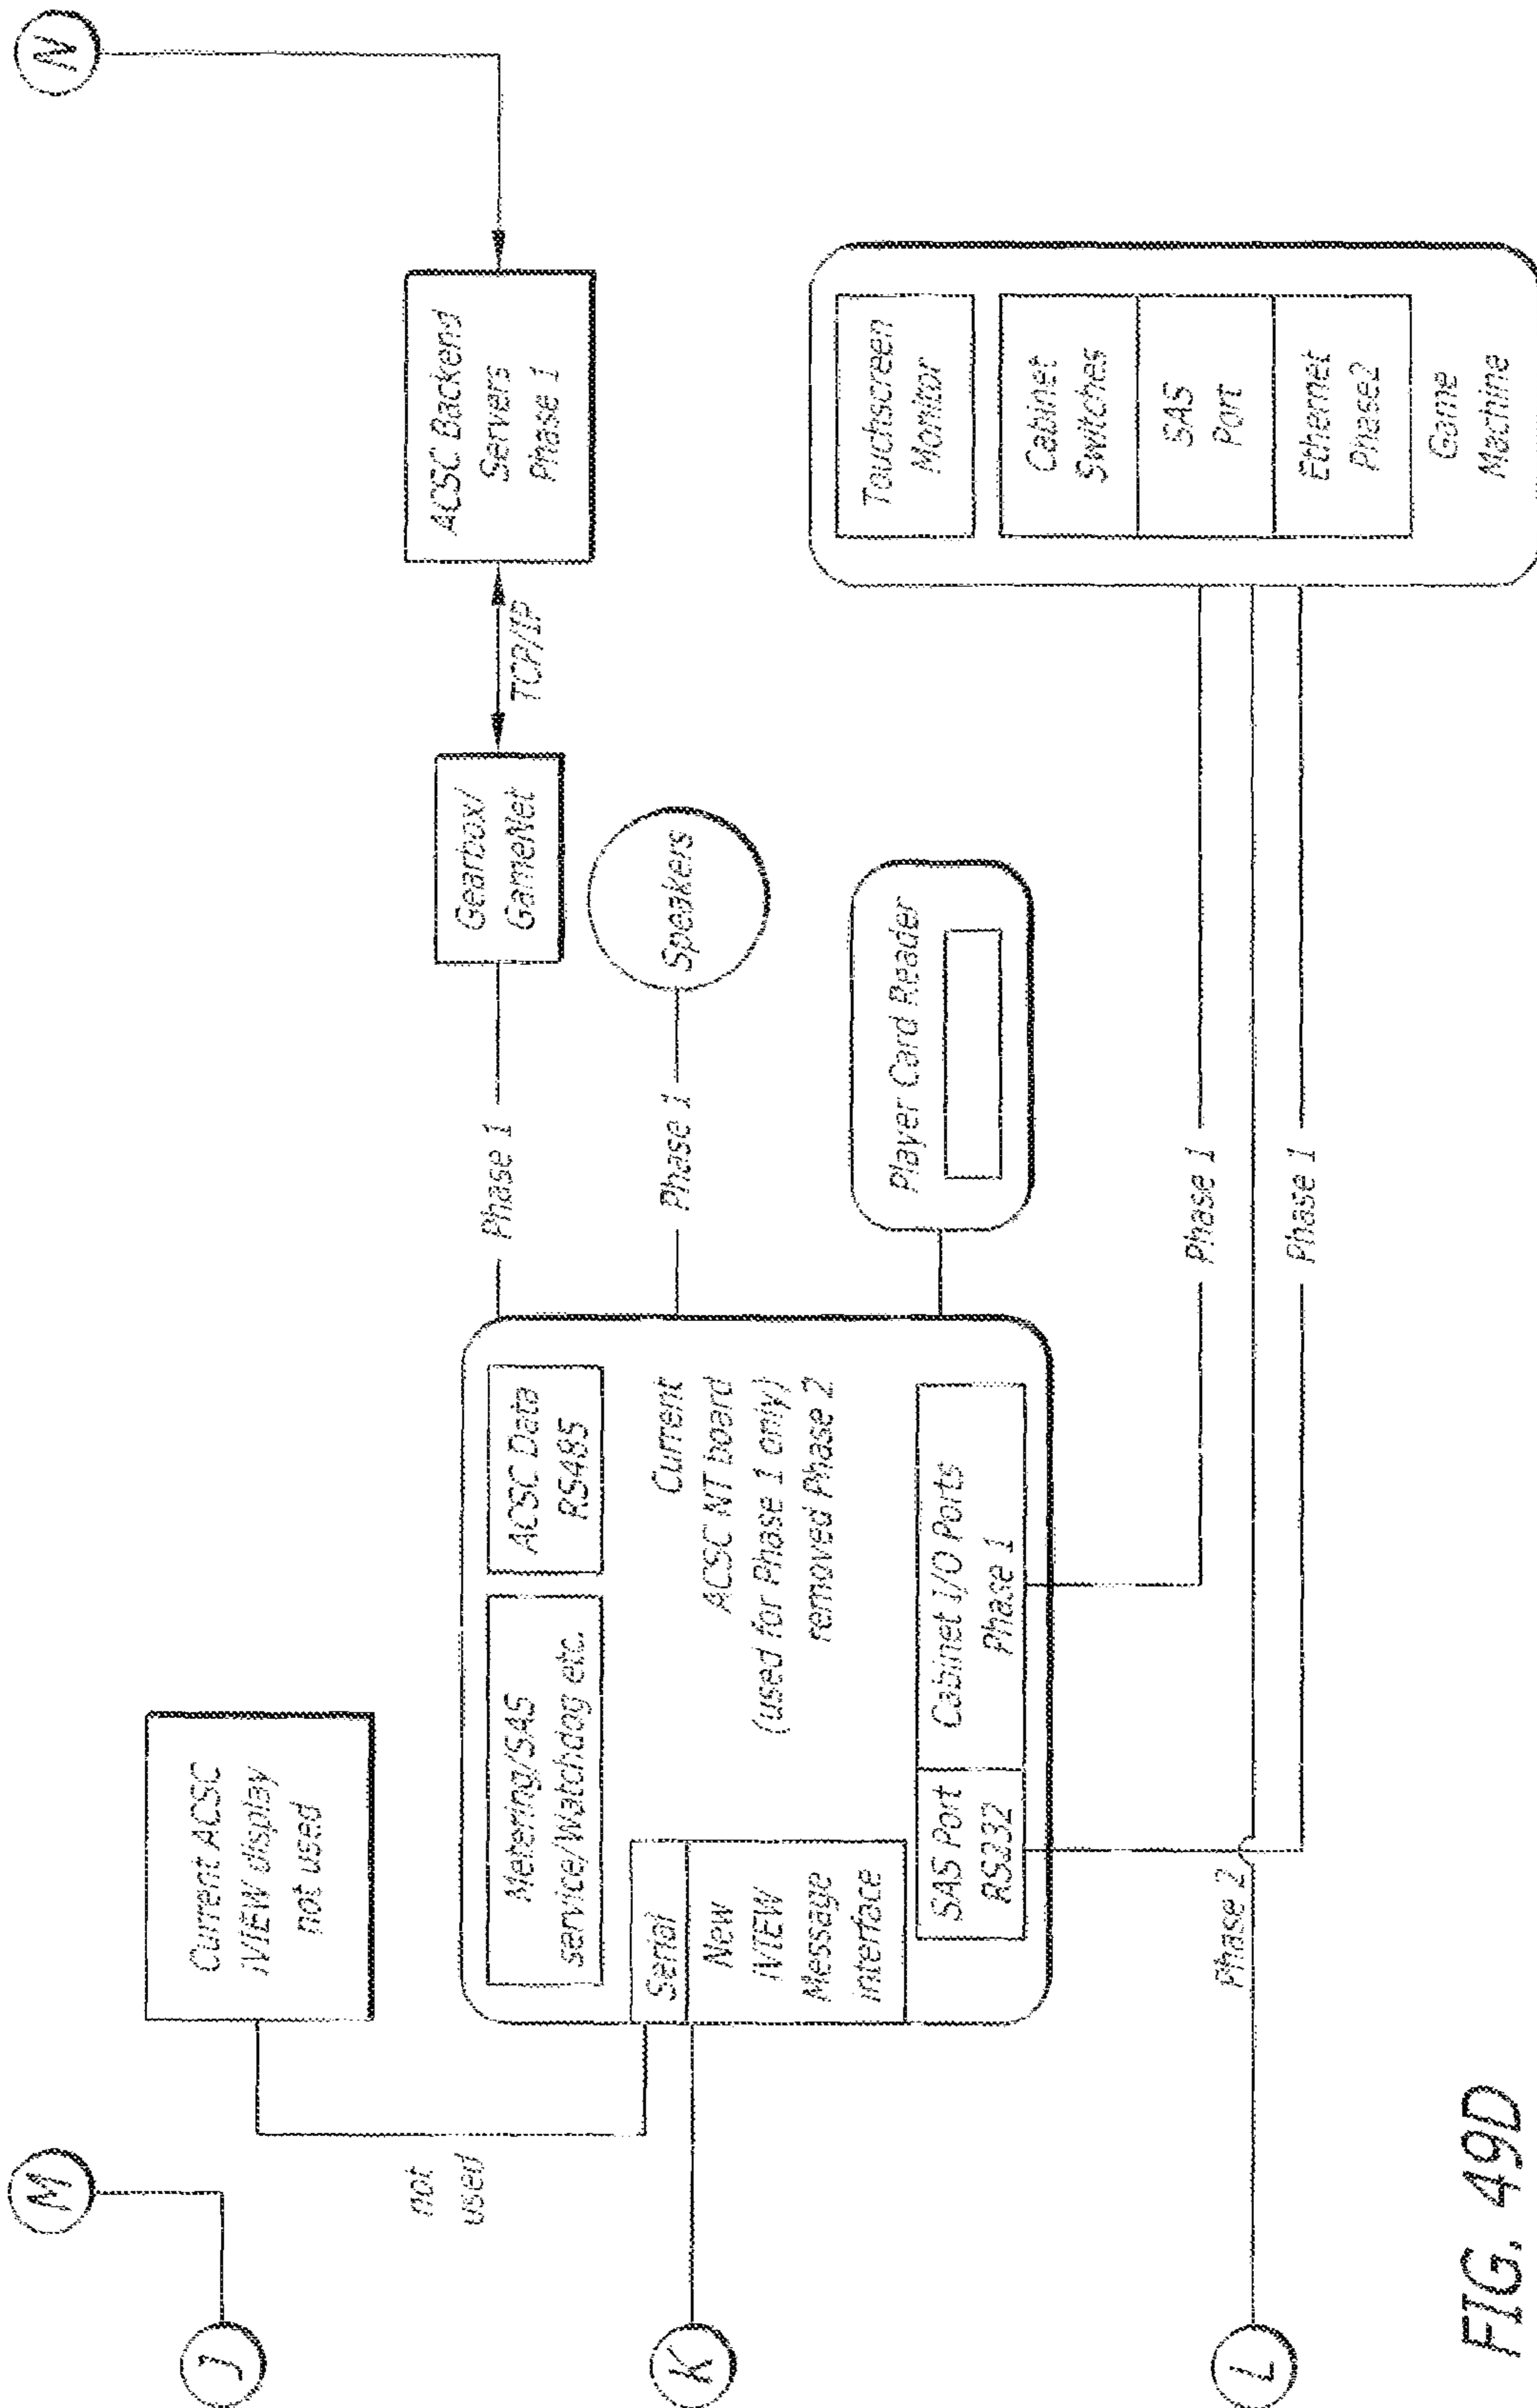 M
N
J
Current ACSC
iVIEW display
not used
not
used
ACSC Backend
Servers
Phase 1
TCP/IP
Gearbox/
GameNet
Phase 1
Metering/SAS
service/Watchdog etc.
ACSC Data
RS485
Speakers
Phase 1
K
Serial
New
iVIEW
Message
interface
Current
ACSC NT board
(used for Phase 1 only)
removed Phase 2
Player Card Reader
SAS Port
RS232
Cabinet I/O Ports
Phase 1
Touchscreen
Monitor
Cabinet
Switches
SAS
Port
Ethernet
Phase2
Game
Machine
Phase 1
L
Phase 2
Phase 1
FIG. 49D